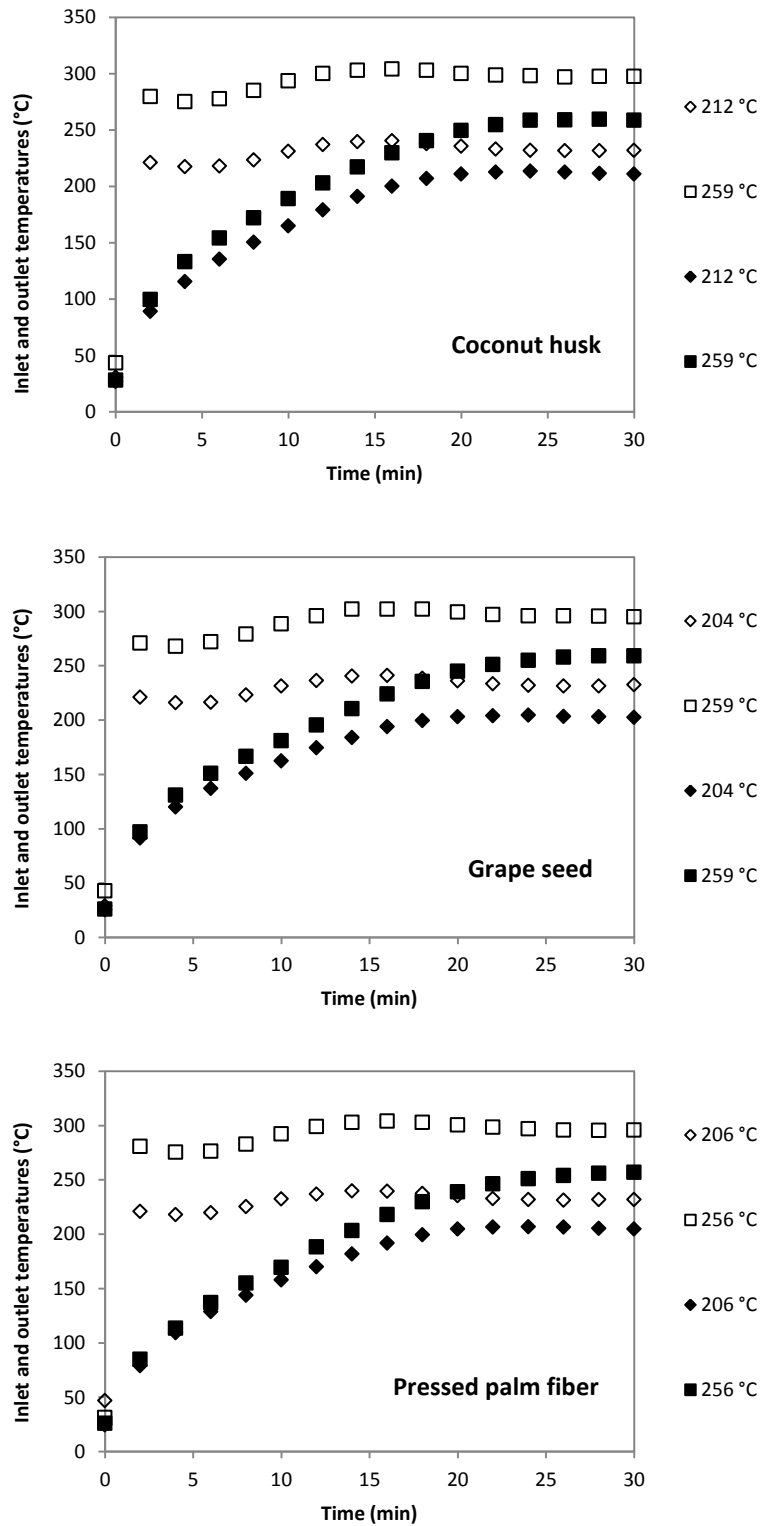 350
300
250
200
150
100
50
0
Inlet and outlet temperatures (°C)
0 5 10 15 20 25 30
Time (min)
Coconut husk
212 °C
259 °C
212 °C
259 °C
350
300
250
200
150
100
50
0
Inlet and outlet temperatures (°C)
0 5 10 15 20 25 30
Time (min)
Grape seed
204 °C
259 °C
204 °C
259 °C
350
300
250
200
150
100
50
0
Inlet and outlet temperatures (°C)
0 5 10 15 20 25 30
Time (min)
Pressed palm fiber
206 °C
256 °C
206 °C
256 °C